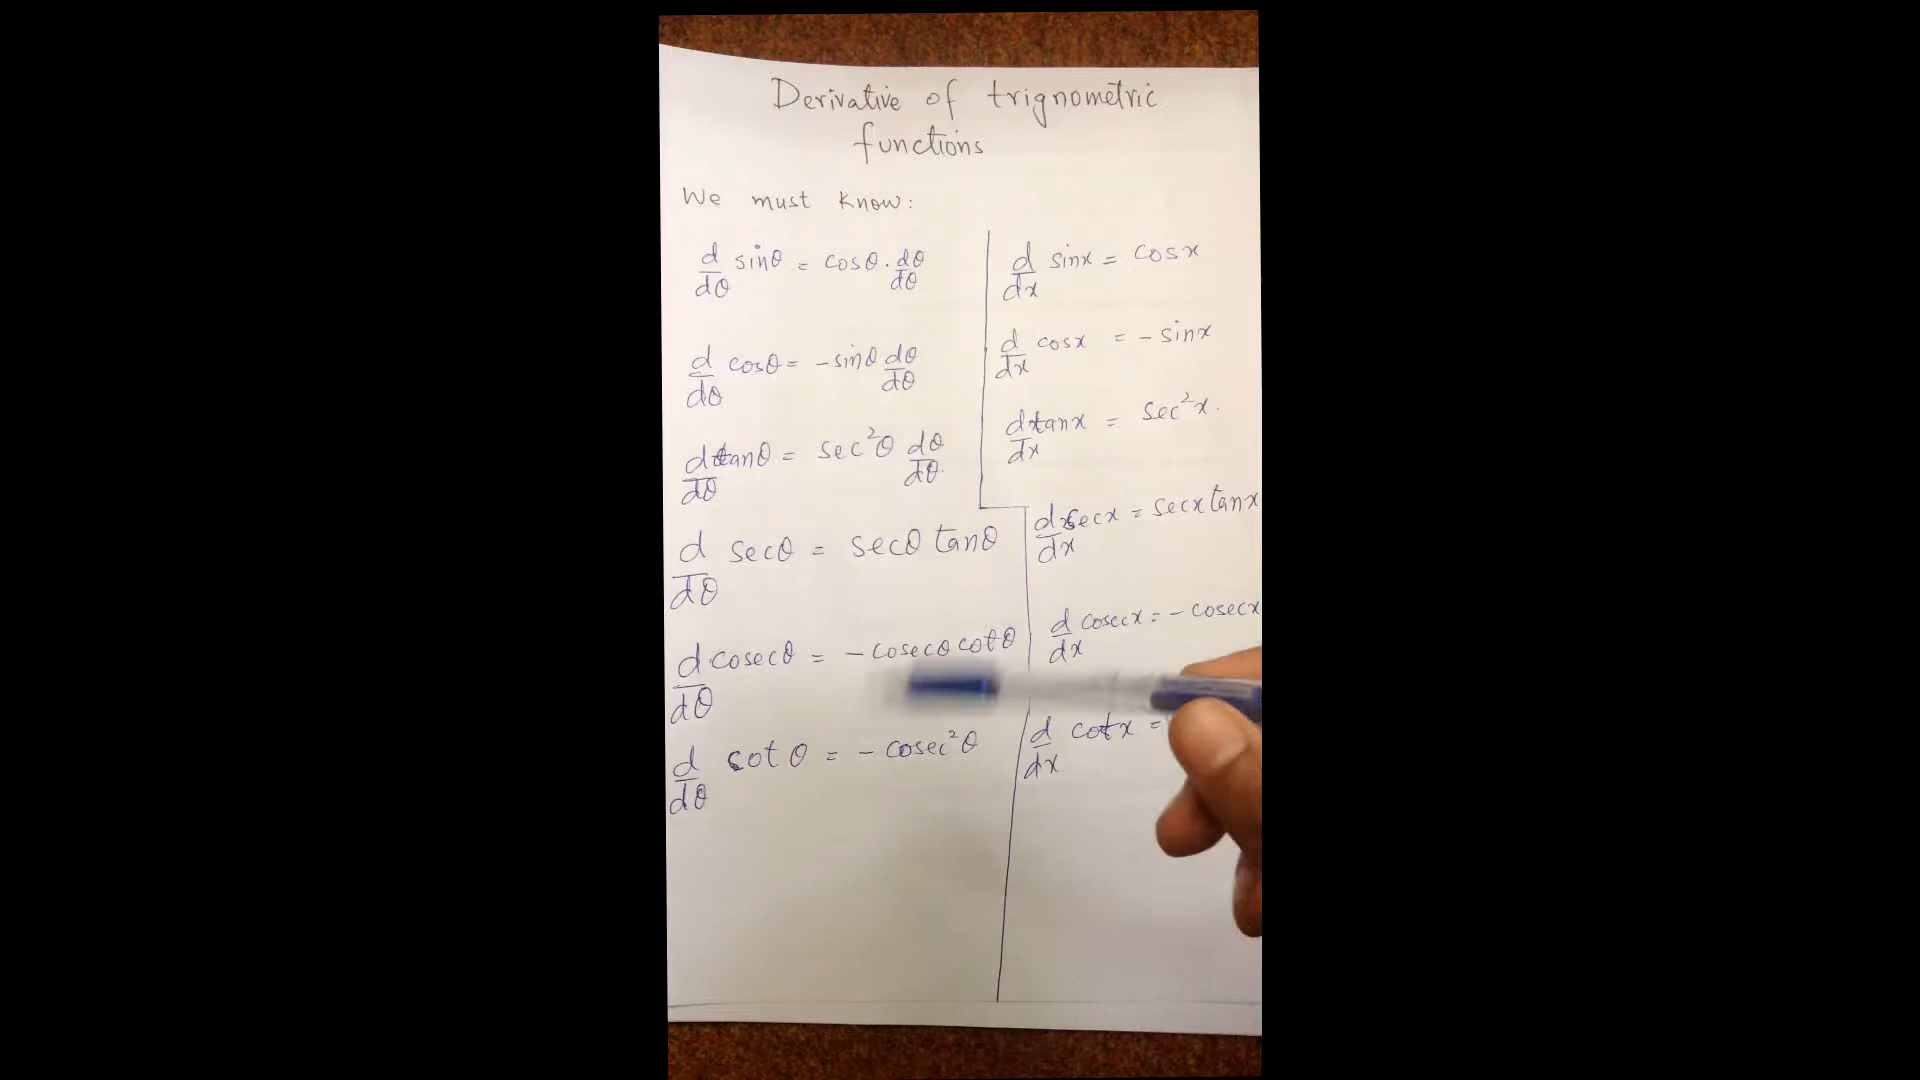 Derivative of trignometric
functions
We must know:
d/dθ sinθ = cosθ . dθ/dθ
d/dθ cosθ = -sinθ dθ/dθ
d/dθ tanθ = sec²θ dθ/dθ
d/dθ secθ = secθ tanθ
d/dθ cosecθ = - cosecθ cotθ
d/dθ cot θ = - cosec²θ
d/dx sinx = cosx
d/dx cosx = - sinx
d/dx tanx = sec²x.
d/dx secx = secx tanx
d/dx cosecx = - cosecx
d/dx cotx =